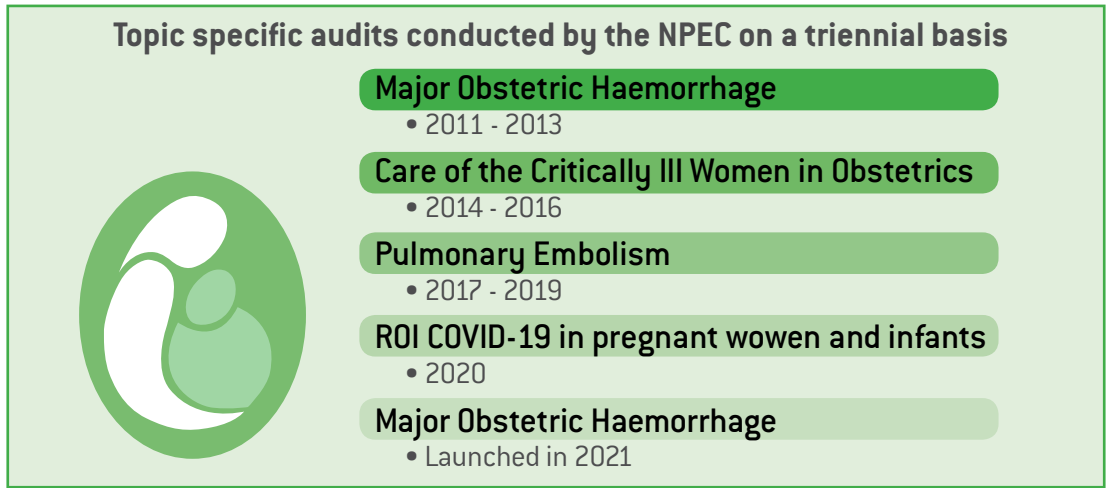 Topic specific audits conducted by the NPEC on a triennial basis
Major Obstetric Haemorrhage
• 2011 - 2013
Care of the Critically Ill Women in Obstetrics
• 2014 - 2016
Pulmonary Embolism
• 2017 - 2019
ROI COVID-19 in pregnant wowen and infants
• 2020
Major Obstetric Haemorrhage
• Launched in 2021